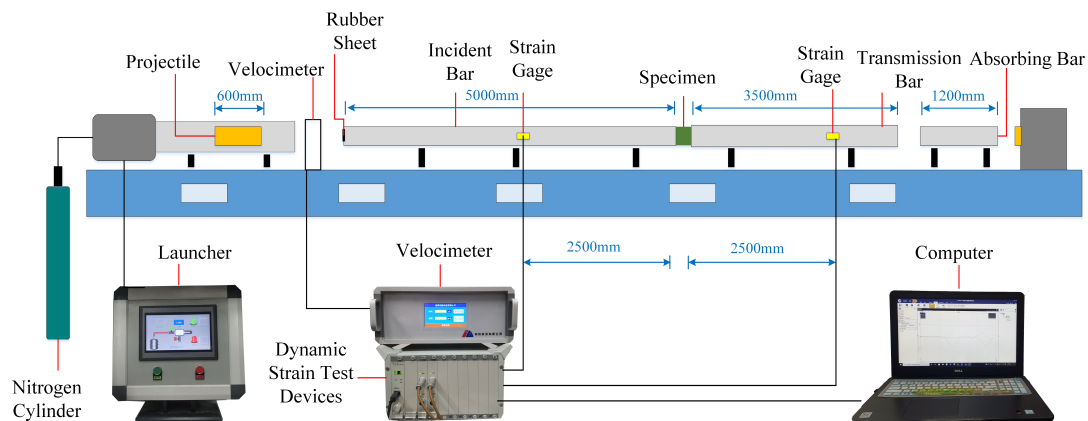 Rubber
Sheet
Projectile
Velocimeter
Incident
Bar
Strain
Gage
Specimen
Strain
Gage
Transmission
Bar
Absorbing Bar
600mm
5000mm
3500mm
1200mm
2500mm
2500mm
Launcher
Velocimeter
Computer
Dynamic
Strain Test
Devices
Nitrogen
Cylinder
DELL